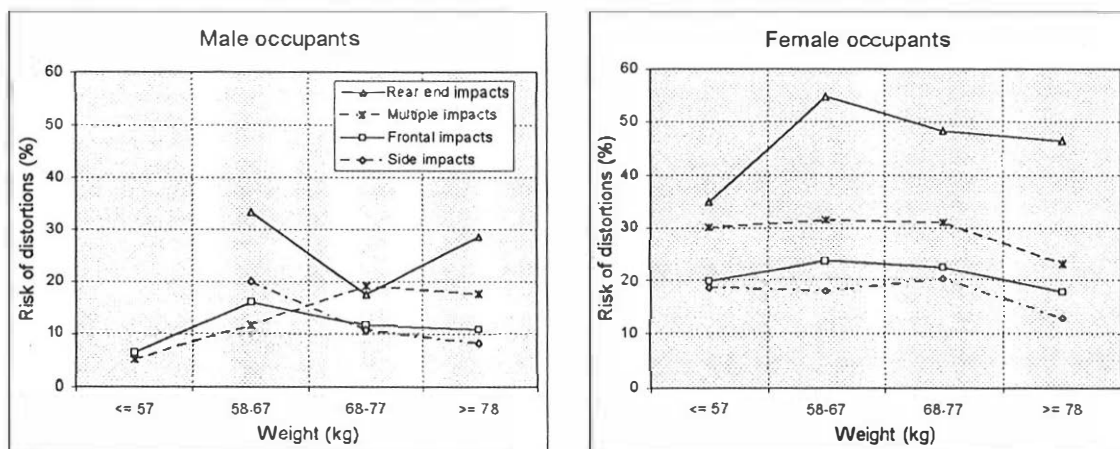 Male occupants
60
50
40
30
20
10
0
Risk of distortions (%)
Rear end impacts
Multiple impacts
Frontal impacts
Side impacts
<= 57 58-67 68-77 >= 78
Weight (kg)
Female occupants
60
50
40
30
20
10
0
Risk of distortions (%)
<= 57 58-67 68-77 >= 78
Weight (kg)